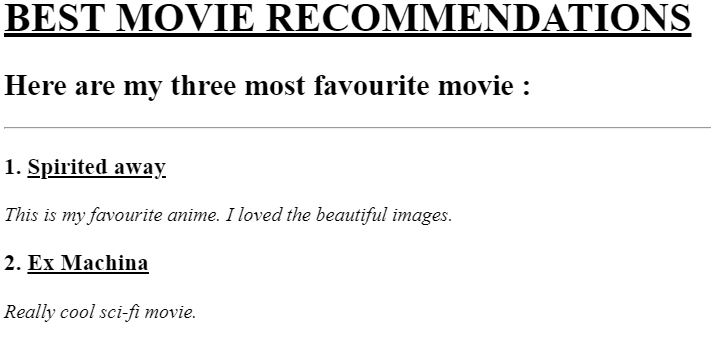 BEST MOVIE RECOMMENDATIONS
Here are my three most favourite movie :
1. Spirited away
This is my favourite anime. I loved the beautiful images.
2. Ex Machina
Really cool sci-fi movie.